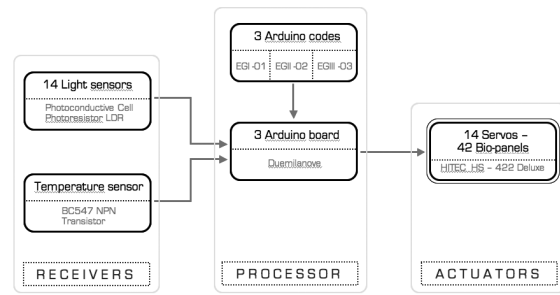 14 Light sensors
Photoconductive Cell
Photoresistor LDR
Temperature sensor
BC547 NPN
Transistor
RECEIVERS
3 Arduino codes
EGI -01 EGII -02 EGIII -03
3 Arduino board
Duemilanove
PROCESSOR
14 Servos –
42 Bio-panels
HITEC HS – 422 Deluxe
ACTUATORS